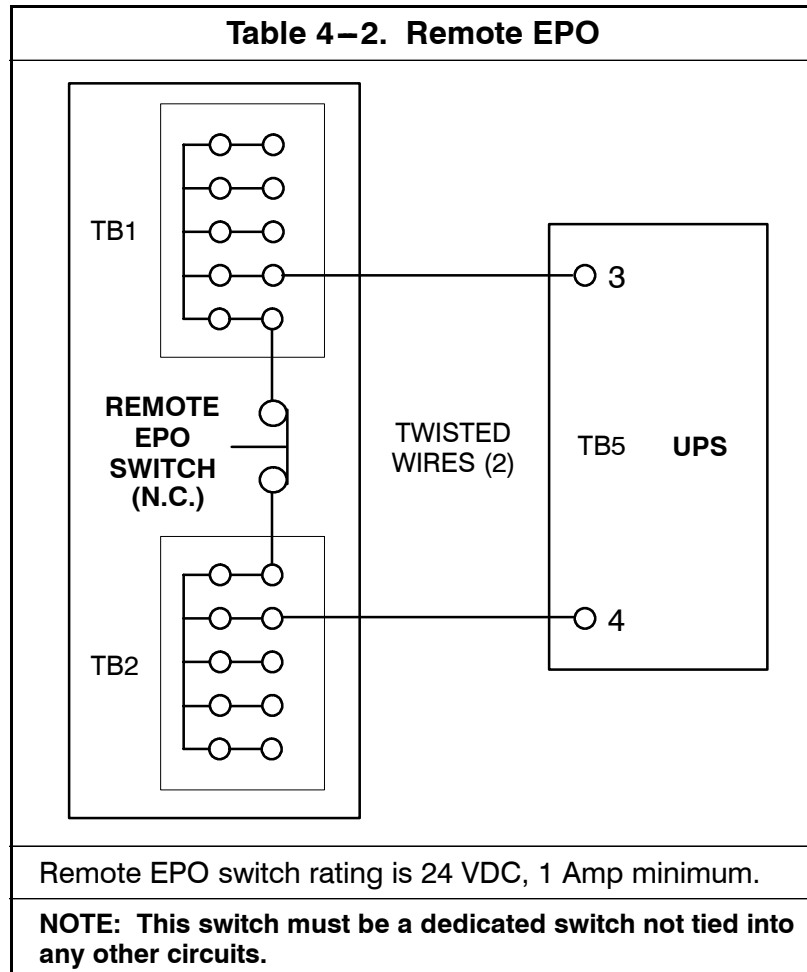 Table 4–2. Remote EPO
TB1
3
REMOTE
EPO
SWITCH
(N.C.)
TWISTED
WIRES (2)
TB5 UPS
4
TB2
Remote EPO switch rating is 24 VDC, 1 Amp minimum.
NOTE: This switch must be a dedicated switch not tied into
any other circuits.